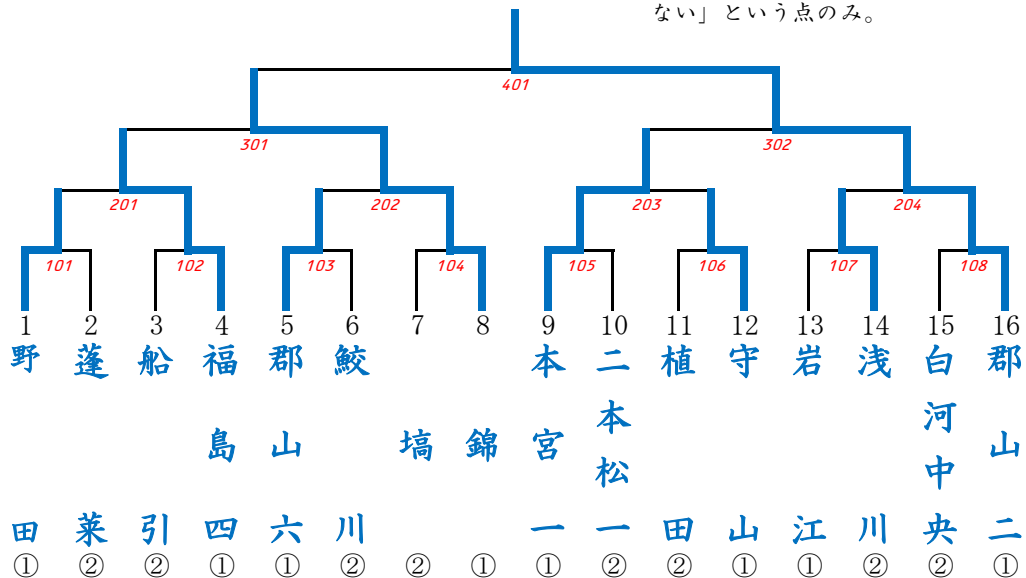 ない」という点のみ。
401
301
302
201
202
203
204
101
102
103
104
105
106
107
108
1 2 3 4 5 6 7 8 9 10 11 12 13 14 15 16
野田①
蓬莱②
船引②
福島四①
郡山六①
鮫川②
塙②
錦①
本宮一①
二本松一②
植田②
守山①
岩江①
浅川②
白河中央②
郡山二①